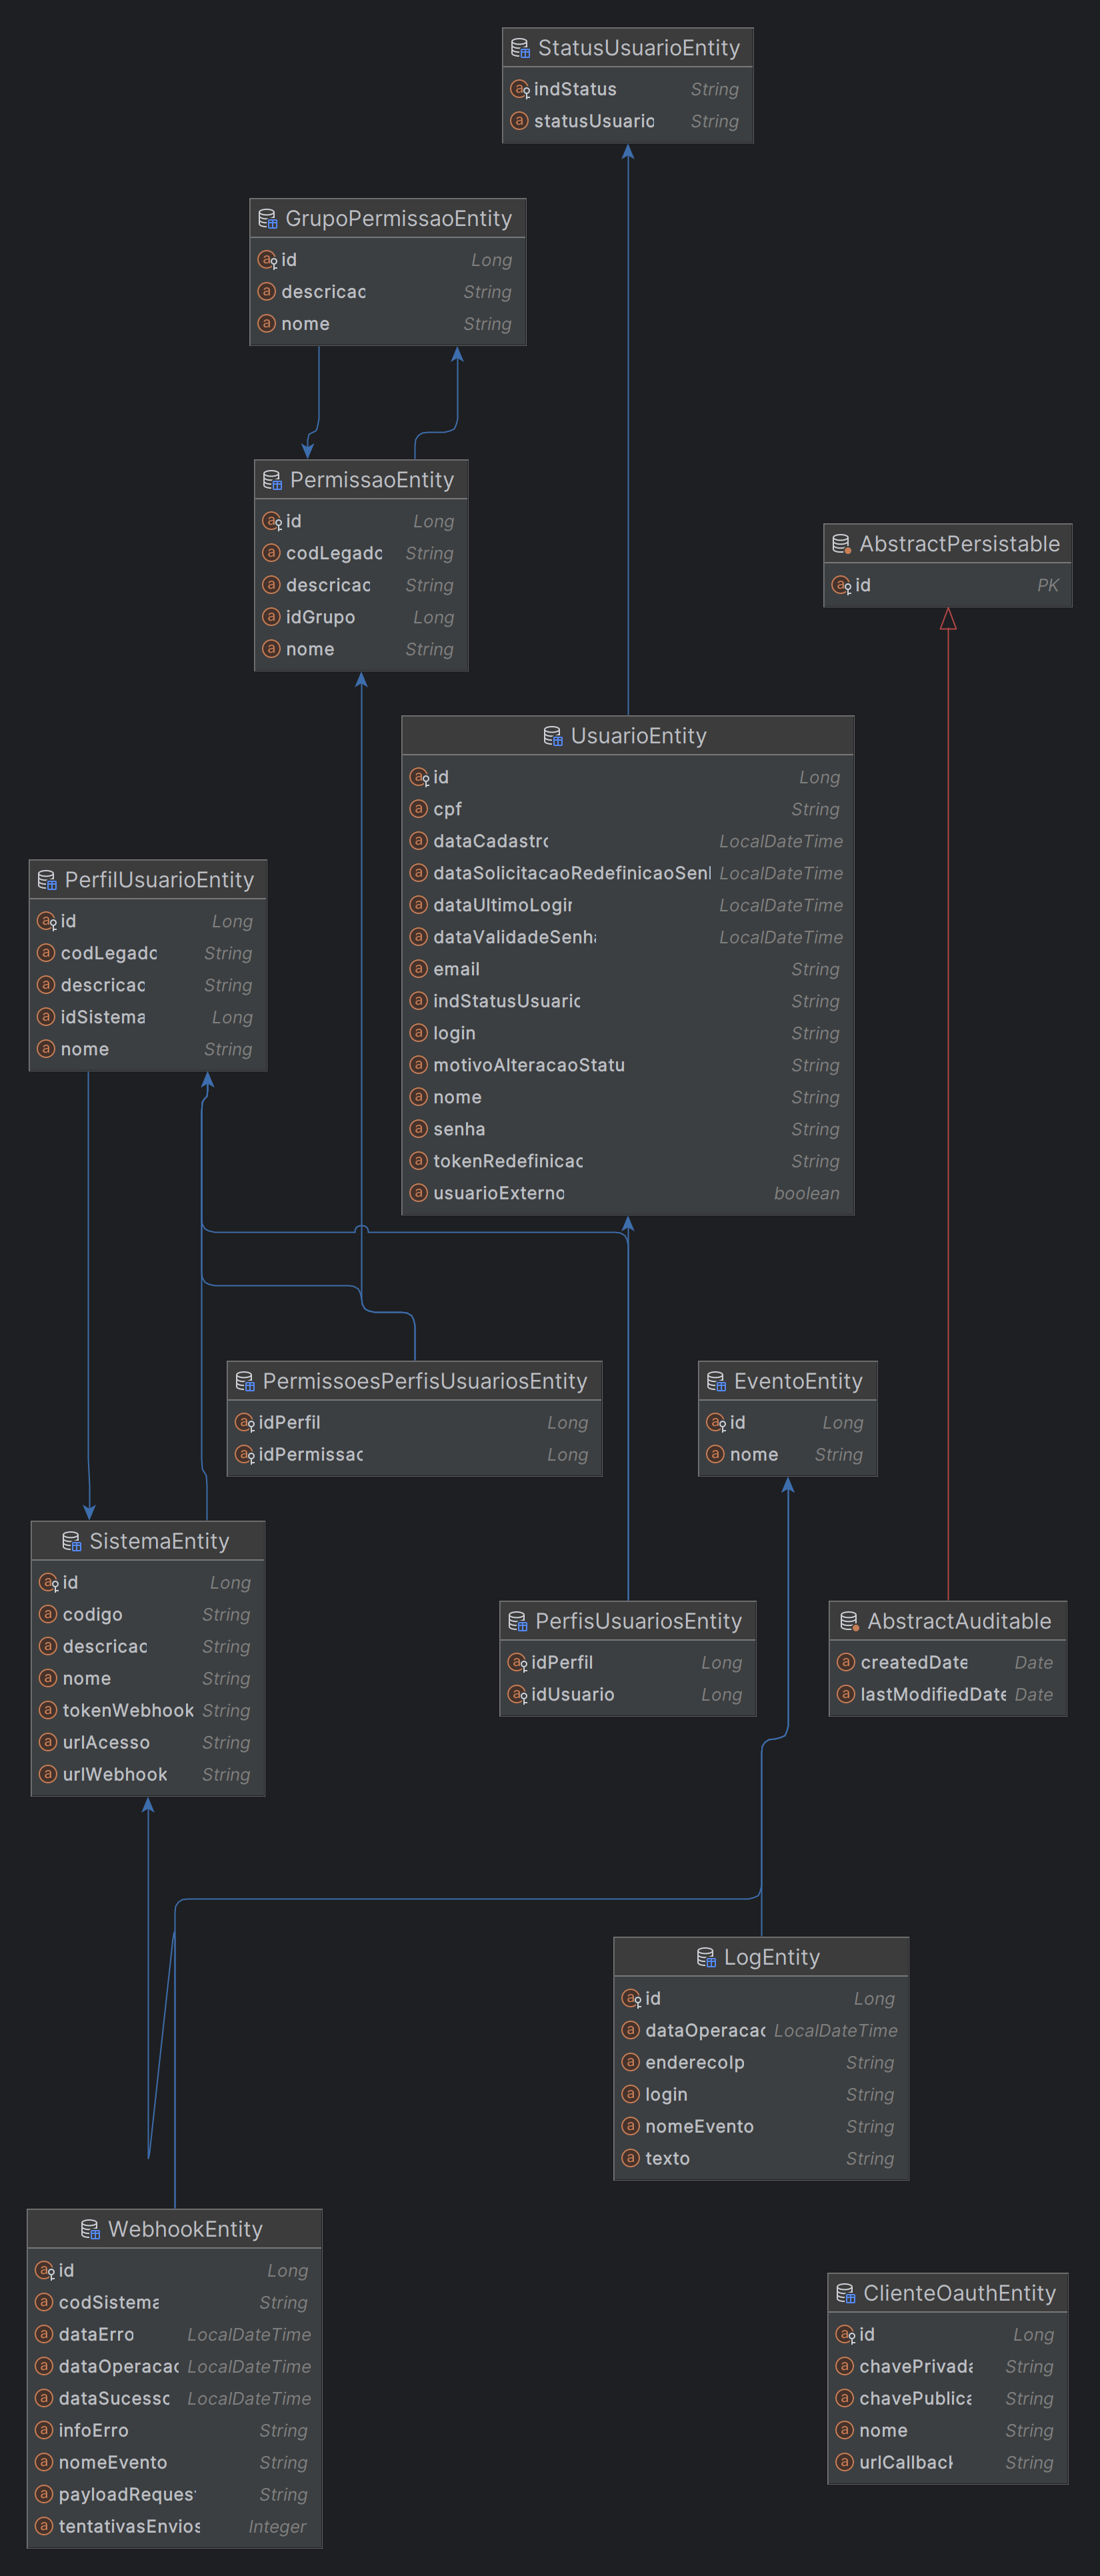 StatusUsuarioEntity
indStatus String
statusUsuario String
GrupoPermissaoEntity
id Long
descricao String
nome String
PermissaoEntity
id Long
codLegado String
descricao String
idGrupo Long
nome String
AbstractPersistable
id PK
UsuarioEntity
id Long
cpf String
dataCadastro LocalDateTime
dataSolicitacaoRedefinicaoSenh LocalDateTime
dataUltimoLogin LocalDateTime
dataValidadeSenha LocalDateTime
email String
indStatusUsuario String
login String
motivoAlteracaoStatu String
nome String
senha String
tokenRedefinicao String
usuarioExterno boolean
PerfilUsuarioEntity
id Long
codLegado String
descricao String
idSistema Long
nome String
PermissoesPerfisUsuariosEntity
idPerfil Long
idPermissao Long
EventoEntity
id Long
nome String
SistemaEntity
id Long
codigo String
descricao String
nome String
tokenWebhook String
urlAcesso String
urlWebhook String
PerfisUsuariosEntity
idPerfil Long
idUsuario Long
AbstractAuditable
createdDate Date
lastModifiedDate Date
LogEntity
id Long
dataOperacao LocalDateTime
enderecoIp String
login String
nomeEvento String
texto String
WebhookEntity
id Long
codSistema String
dataErro LocalDateTime
dataOperacao LocalDateTime
dataSucesso LocalDateTime
infoErro String
nomeEvento String
payloadReques String
tentativasEnvios Integer
ClienteOauthEntity
id Long
chavePrivada String
chavePublica String
nome String
urlCallback String